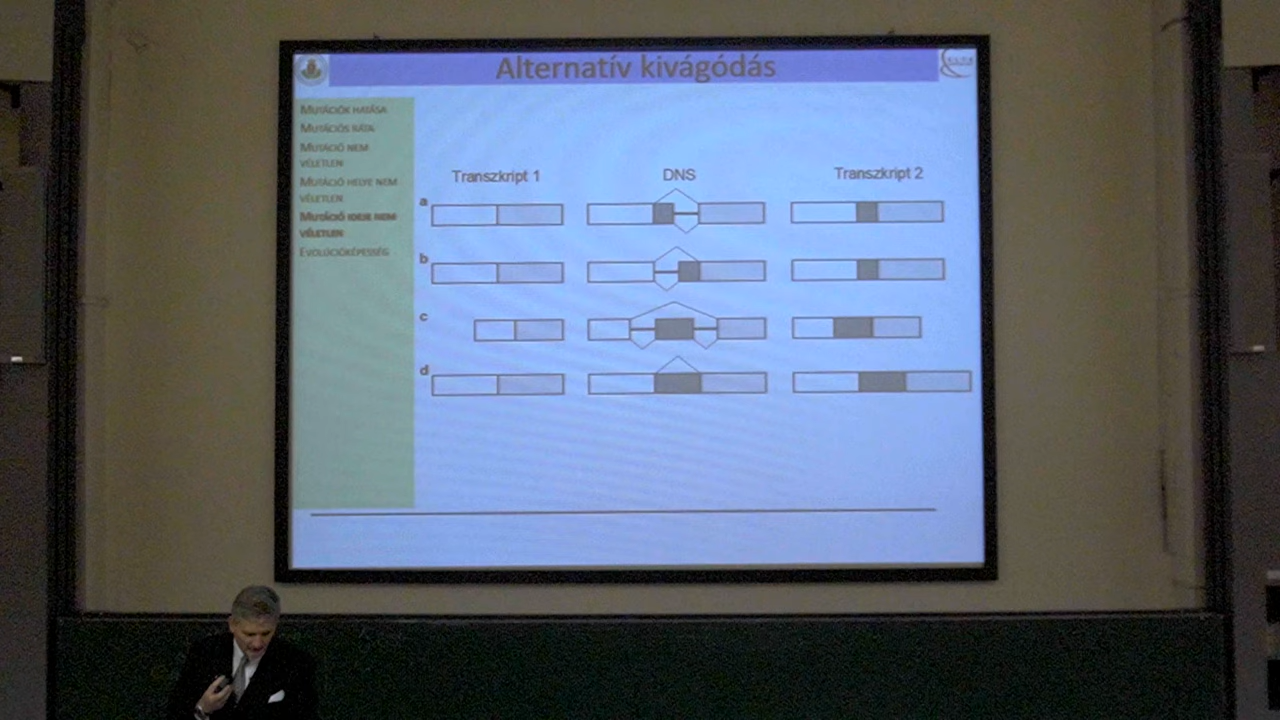 Alternatív kivágódás
MUTÁCIÓK HATÁSA
MUTÁCIÓS RÁTA
MUTÁCIÓ NEM
VÉLETLEN
MUTÁCIÓ HELYE NEM
VÉLETLEN
MUTÁCIÓ IDEJE NEM
VÉLETLEN
EVOLÚCIÓKÉPESSÉG
Transzkript 1 DNS Transzkript 2
a
b
c
d